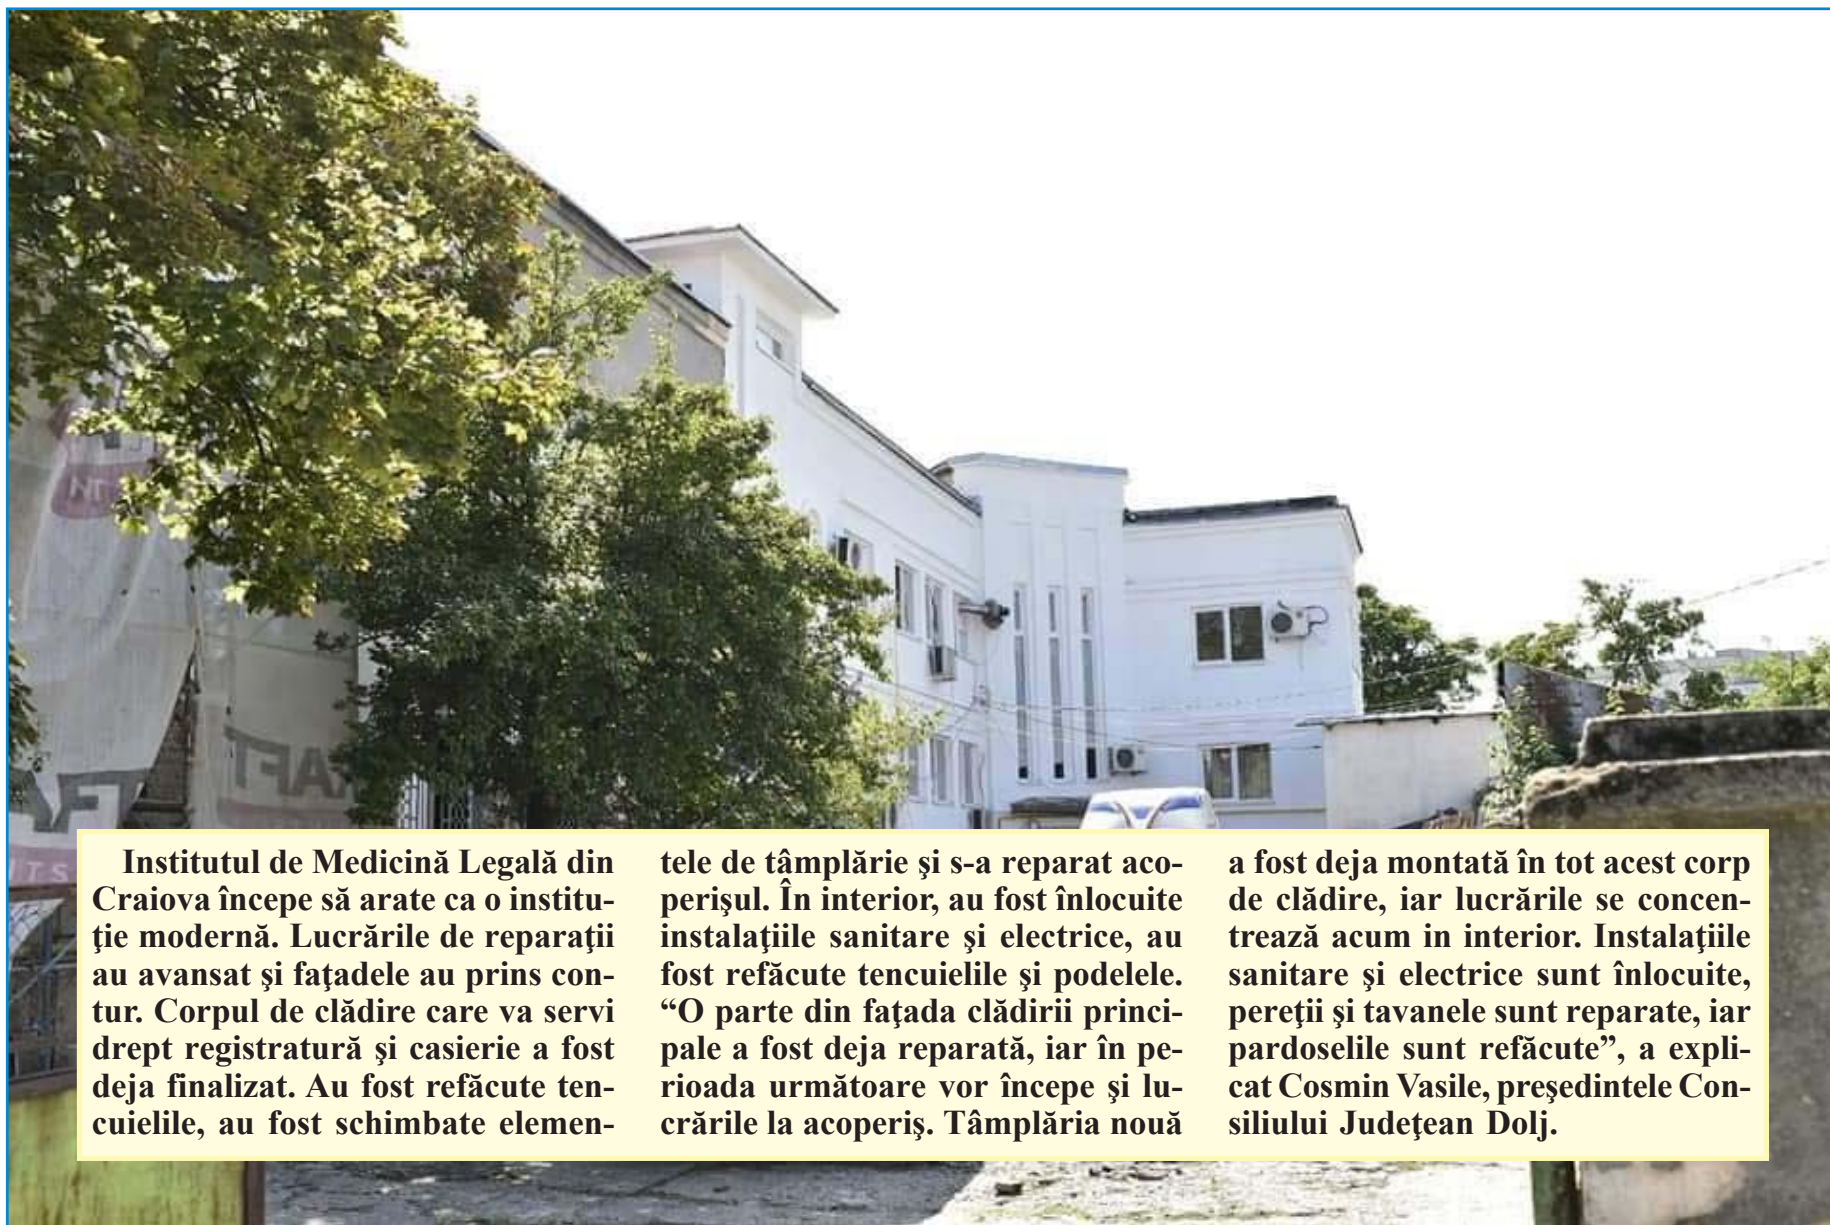 Institutul de Medicină Legală din
Craiova începe să arate ca o institu-
ţie modernă. Lucrările de reparaţii
au avansat şi faţadele au prins con-
tur. Corpul de clădire care va servi
drept registratură şi casierie a fost
deja finalizat. Au fost refăcute ten-
cuielile, au fost schimbate elemen-
tele de tâmplărie şi s-a reparat aco-
perişul. În interior, au fost înlocuite
instalaţiile sanitare şi electrice, au
fost refăcute tencuielile şi podelele.
“O parte din faţada clădirii princi-
pale a fost deja reparată, iar în pe-
rioada următoare vor începe şi lu-
crările la acoperiş. Tâmplăria nouă
a fost deja montată în tot acest corp
de clădire, iar lucrările se concen-
trează acum in interior. Instalaţiile
sanitare şi electrice sunt înlocuite,
pereţii şi tavanele sunt reparate, iar
pardoselile sunt refăcute”, a expli-
cat Cosmin Vasile, preşedintele Con-
siliului Judeţean Dolj.